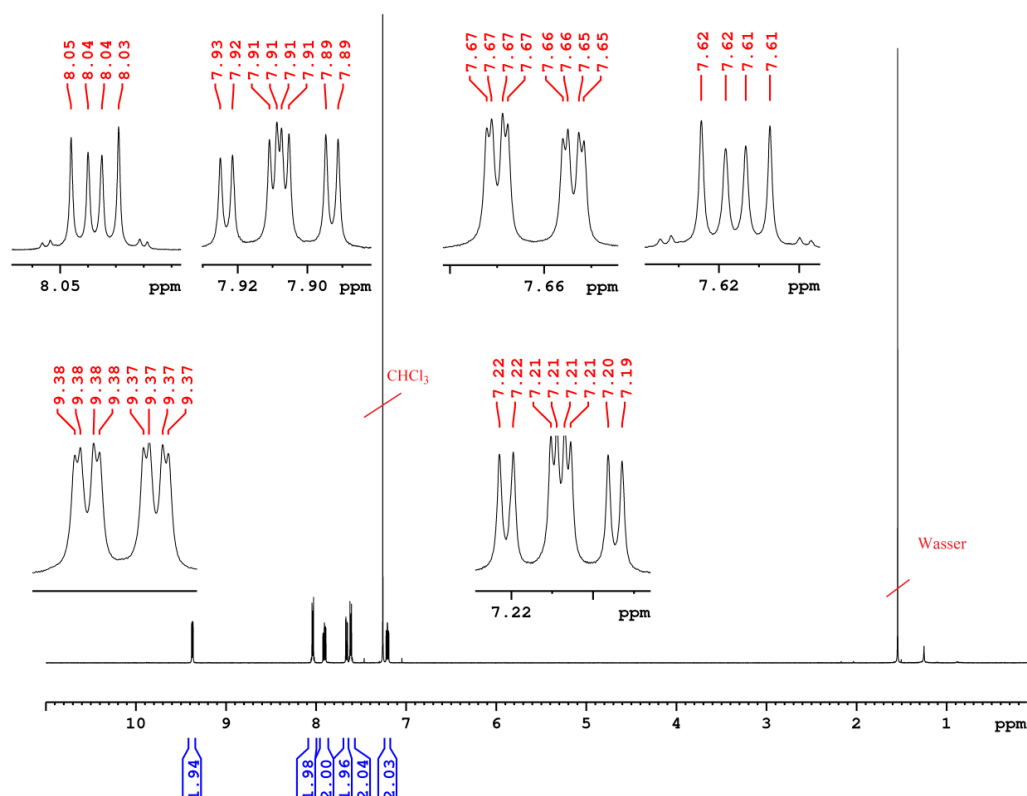 8.05 8.04 8.04 8.03
7.93 7.92 7.91 7.91 7.91 7.91 7.89 7.89
7.67 7.67 7.67 7.67 7.66 7.66 7.65 7.65
7.62 7.62 7.61 7.61
8.05 ppm
7.92 7.90 ppm
7.66 ppm
7.62 ppm
9.38 9.38 9.38 9.38 9.37 9.37 9.37 9.37
CHCl₃
7.22 7.22 7.21 7.21 7.21 7.21 7.20 7.19
7.22 ppm
Wasser
10 9 8 7 6 5 4 3 2 1 ppm
1.94 1.98 2.00 1.96 2.04 2.03